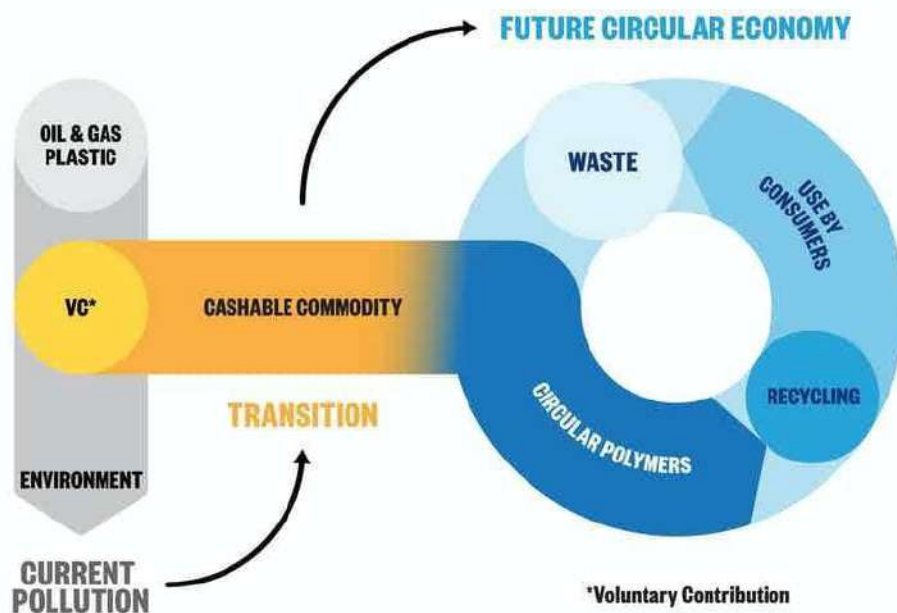 FUTURE CIRCULAR ECONOMY
OIL & GAS
PLASTIC
WASTE
USE BY
CONSUMERS
VC*
CASHABLE COMMODITY
RECYCLING
TRANSITION
CIRCULAR POLYMERS
ENVIRONMENT
CURRENT
POLLUTION
*Voluntary Contribution